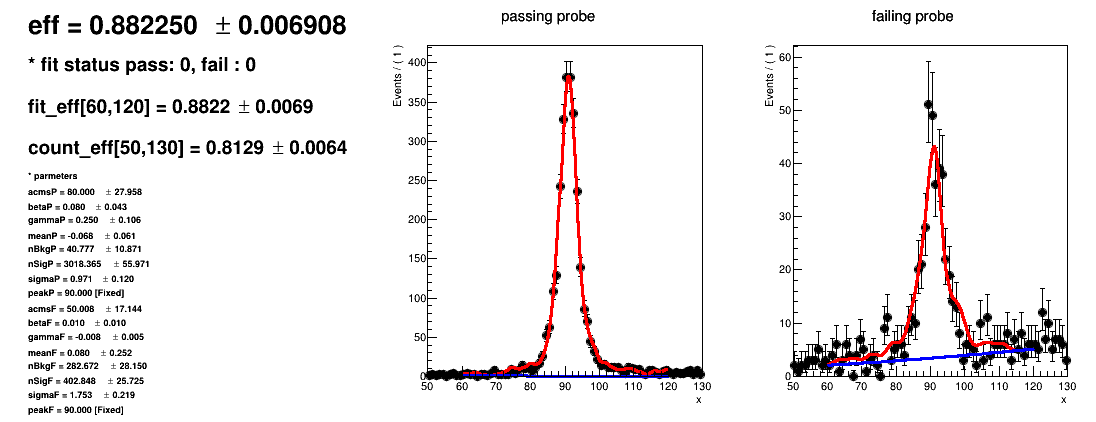 eff = 0.882250 ± 0.006908
* fit status pass: 0, fail : 0
fit_eff[60,120] = 0.8822 ± 0.0069
count_eff[50,130] = 0.8129 ± 0.0064
* parmeters
acmsP = 80.000 ± 27.958
betaP = 0.080 ± 0.043
gammaP = 0.250 ± 0.106
meanP = -0.068 ± 0.061
nBkgP = 40.777 ± 10.871
nSigP = 3018.365 ± 55.971
sigmaP = 0.971 ± 0.120
peakP = 90.000 [Fixed]
acmsF = 50.008 ± 17.144
betaF = 0.010 ± 0.010
gammaF = -0.008 ± 0.005
meanF = 0.080 ± 0.252
nBkgF = 282.672 ± 28.150
nSigF = 402.848 ± 25.725
sigmaF = 1.753 ± 0.219
peakF = 90.000 [Fixed]
passing probe
Events / ( 1 )
400
350
300
250
200
150
100
50
0
50 60 70 80 90 100 110 120 130
x
failing probe
Events / ( 1 )
60
50
40
30
20
10
0
50 60 70 80 90 100 110 120 130
x